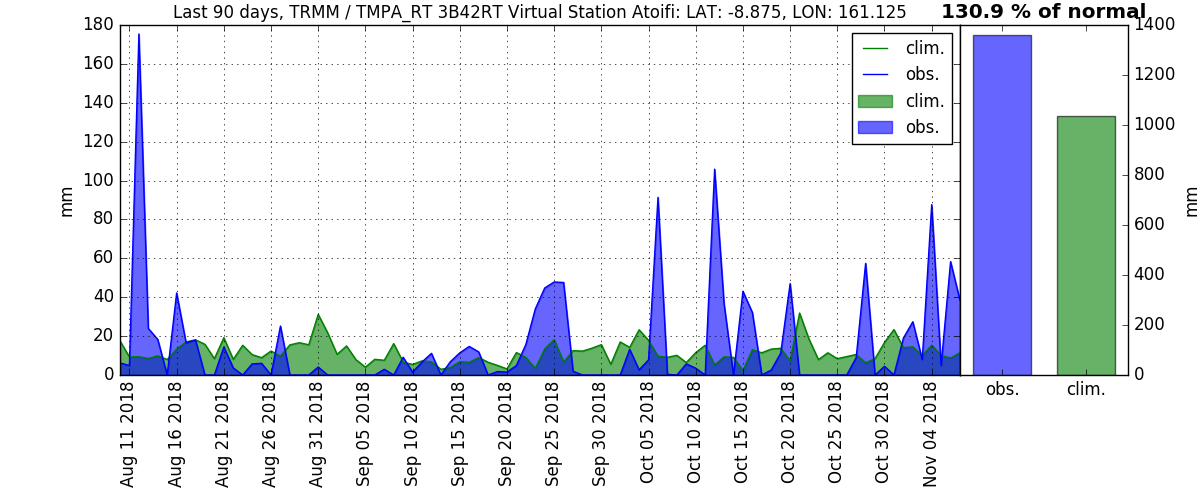 Last 90 days, TRMM / TMPA_RT 3B42RT Virtual Station Atoifi: LAT: -8.875, LON: 161.125
130.9 % of normal
180
160
140
120
100
80
60
40
20
0
mm
clim.
obs.
clim.
obs.
1400
1200
1000
800
600
400
200
0
mm
obs.
clim.
Aug 11 2018
Aug 16 2018
Aug 21 2018
Aug 26 2018
Aug 31 2018
Sep 05 2018
Sep 10 2018
Sep 15 2018
Sep 20 2018
Sep 25 2018
Sep 30 2018
Oct 05 2018
Oct 10 2018
Oct 15 2018
Oct 20 2018
Oct 25 2018
Oct 30 2018
Nov 04 2018